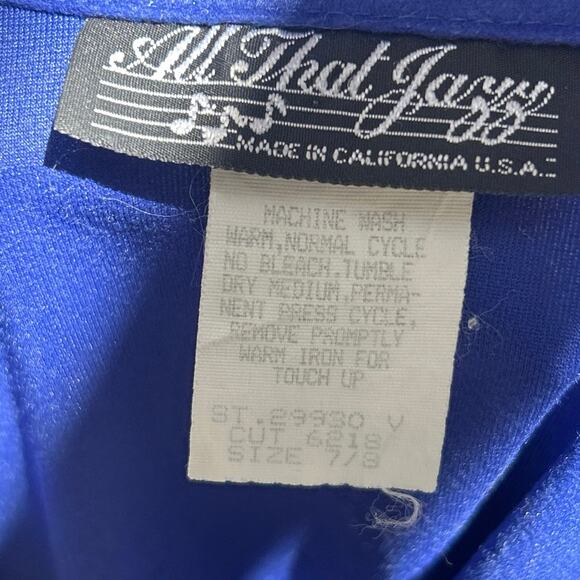 All That Jazz
MADE IN CALIFORNIA U.S.A.
MACHINE WASH
WARM, NORMAL CYCLE
NO BLEACH. TUMBLE
DRY MEDIUM, PERMA-
NENT PRESS CYCLE,
REMOVE PROMPTLY
WARM IRON FOR
TOUCH UP
ST. 29930 V
CUT 6218
SIZE 7/8